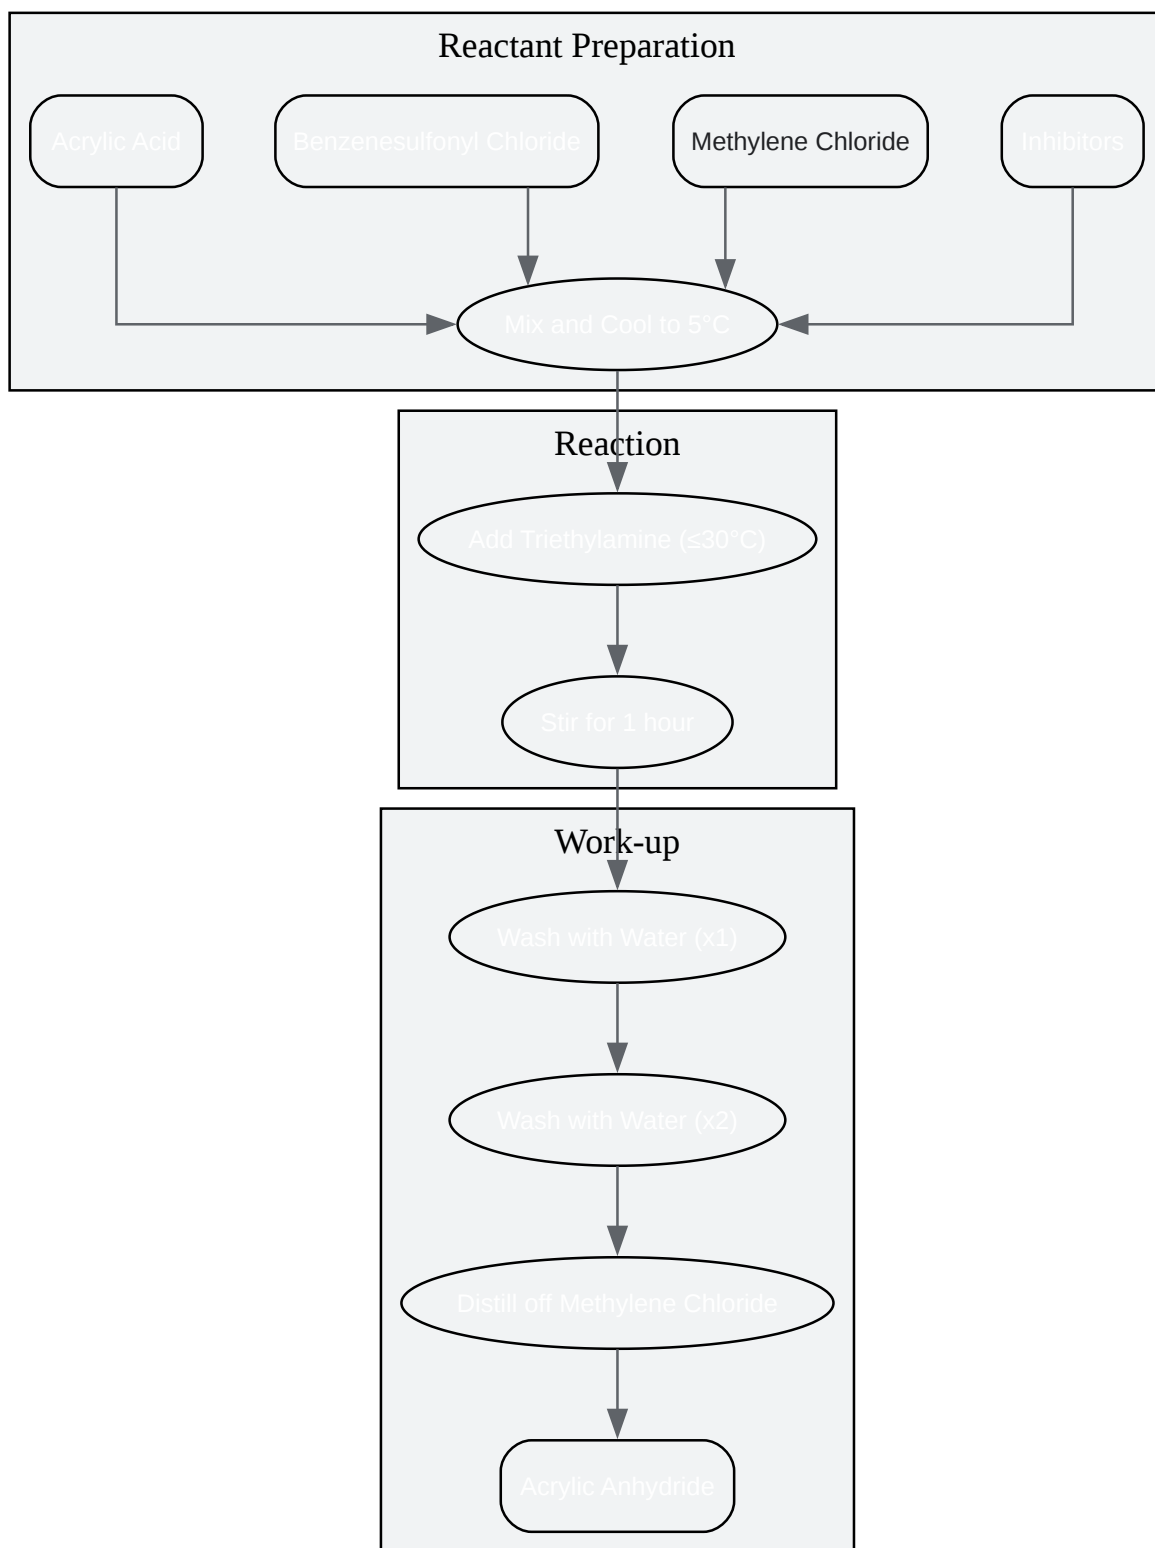 Reactant Preparation
Acrylic Acid
Benzenesulfonyl Chloride
Methylene Chloride
Inhibitors
Mix and Cool to 5°C
Reaction
Add Triethylamine (≤30°C)
Stir for 1 hour
Work-up
Wash with Water (x1)
Wash with Water (x2)
Distill off Methylene Chloride
Acrylic Anhydride